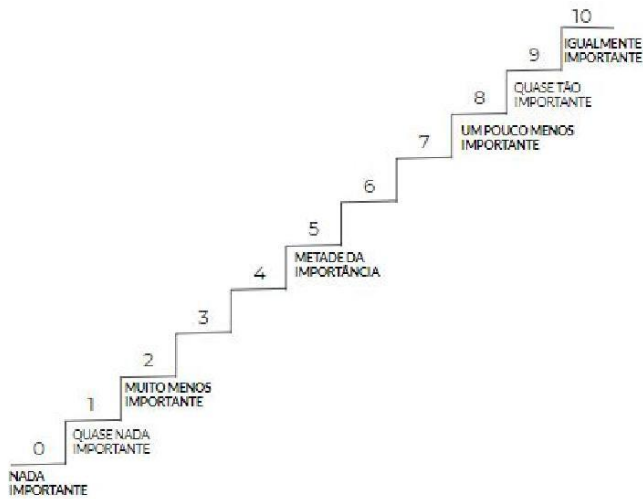 10
IGUALMENTE
IMPORTANTE
9
QUASE TÃO
IMPORTANTE
8
UM POUCO MENOS
IMPORTANTE
7
6
5
METADE DA
IMPORTÂNCIA
4
3
2
MUITO MENOS
IMPORTANTE
1
QUASE NADA
IMPORTANTE
0
NADA
IMPORTANTE